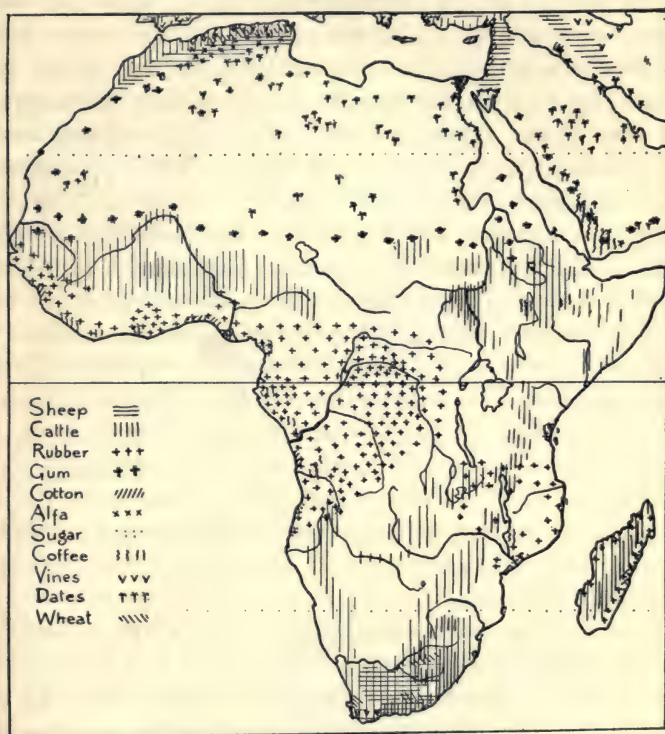 Sheep
Cattle
Rubber
Gum
Cotton
Alfa
Sugar
Coffee
Vines
Dates
Wheat